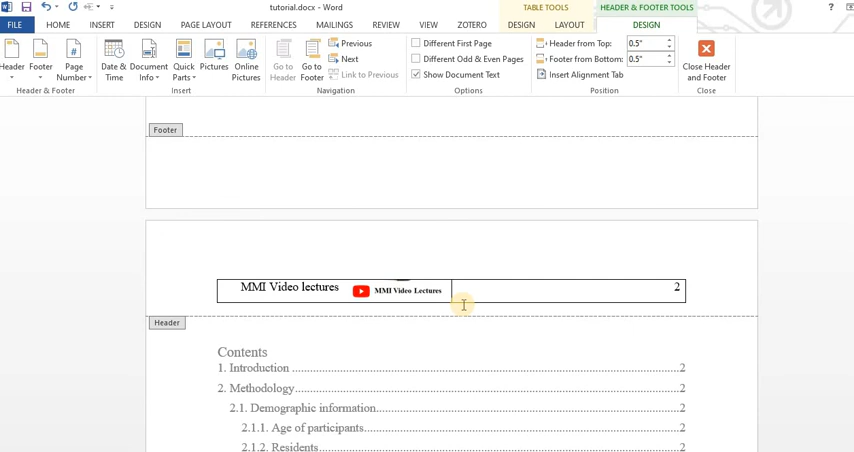 tutorial.docx - Word
TABLE TOOLS
HEADER & FOOTER TOOLS
?
FILE HOME INSERT DESIGN PAGE LAYOUT REFERENCES MAILINGS REVIEW VIEW ZOTERO DESIGN LAYOUT DESIGN
Header Footer Page Number
Header & Footer
Date & Time Document Info Quick Parts Pictures Online Pictures
Insert
Go to Header Go to Footer
Previous
Next
Link to Previous
Navigation
Different First Page
Different Odd & Even Pages
Show Document Text
Options
Header from Top: 0.5"
Footer from Bottom: 0.5"
Insert Alignment Tab
Position
Close Header and Footer
Close
Footer
MMI Video lectures MMI Video Lectures 2
Header
Contents
1. Introduction ....................................................................................................2
2. Methodology..................................................................................................2
2.1. Demographic information............................................................................2
2.1.1. Age of participants................................................................................2
2.1.2. Residents............................................................................................2